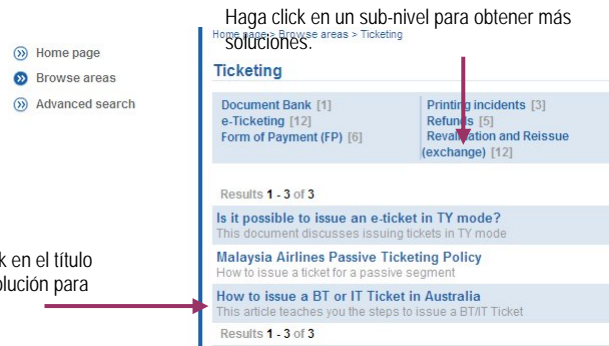 Haga click en un sub-nivel para obtener más
soluciones.
Home page > Browse areas > Ticketing
Home page
Browse areas
Advanced search
Ticketing
Document Bank [1]
e-Ticketing [12]
Form of Payment (FP) [6]
Printing incidents [3]
Refunds [5]
Revalidation and Reissue
(exchange) [12]
Results 1 - 3 of 3
Is it possible to issue an e-ticket in TY mode?
This document discusses issuing tickets in TY mode
Malaysia Airlines Passive Ticketing Policy
How to issue a ticket for a passive segment
k en el título
olución para
How to issue a BT or IT Ticket in Australia
This article teaches you the steps to issue a BT/IT Ticket
Results 1 - 3 of 3